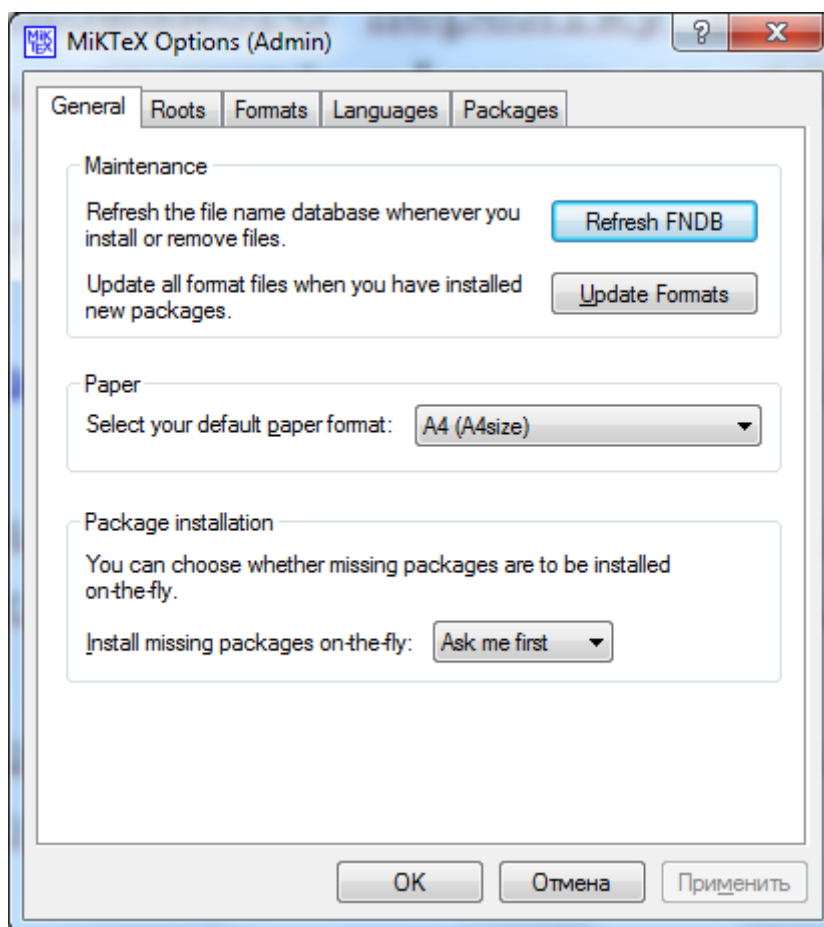 MiKTeX Options (Admin)
General Roots Formats Languages Packages
Maintenance
Refresh the file name database whenever you
install or remove files.
Refresh FNDB
Update all format files when you have installed
new packages.
Update Formats
Paper
Select your default paper format: A4 (A4size)
Package installation
You can choose whether missing packages are to be installed
on-the-fly.
Install missing packages on-the-fly: Ask me first
OK Отмена Применить